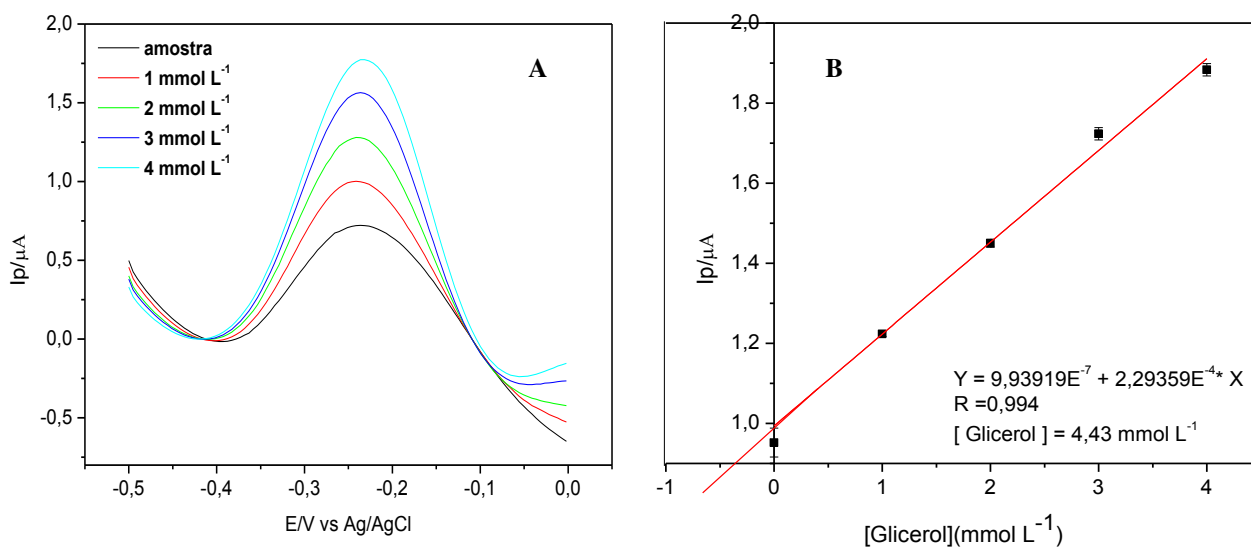 A
amostra
1 mmol L⁻¹
2 mmol L⁻¹
3 mmol L⁻¹
4 mmol L⁻¹
2,0
1,5
1,0
0,5
0,0
-0,5
Ip/µA
-0,5 -0,4 -0,3 -0,2 -0,1 0,0
E/V vs Ag/AgCl
B
2,0
1,8
1,6
1,4
1,2
1,0
Ip/µA
Y = 9,93919E⁻⁷ + 2,29359E⁻⁴* X
R =0,994
[ Glicerol ] = 4,43 mmol L⁻¹
-1 0 1 2 3 4
[Glicerol](mmol L⁻¹)